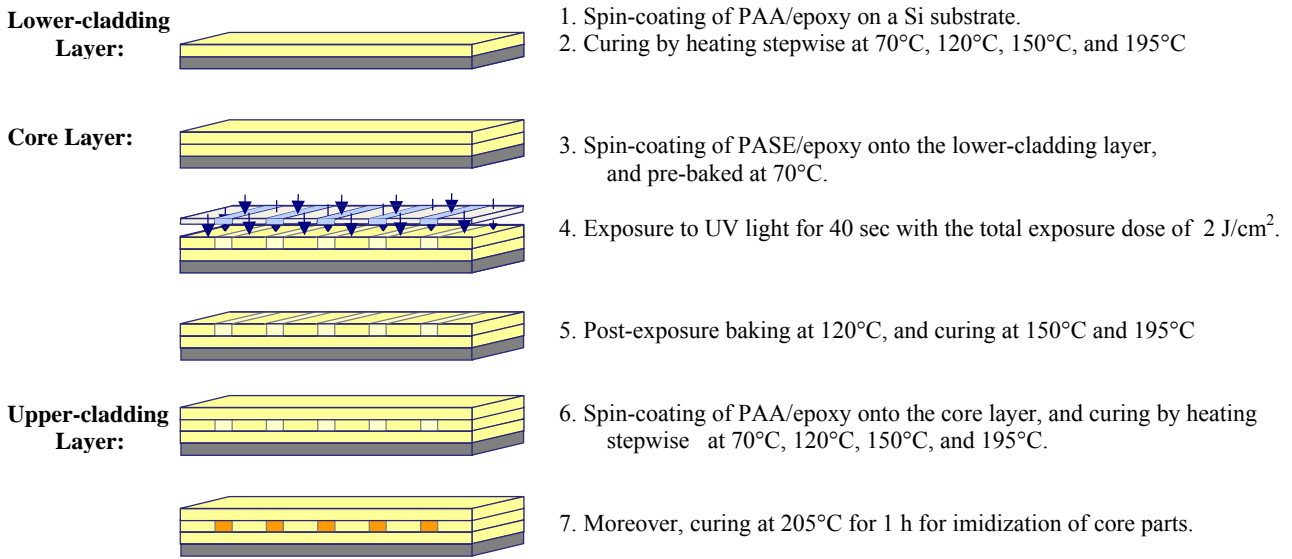 Lower-cladding
Layer:
1. Spin-coating of PAA/epoxy on a Si substrate.
2. Curing by heating stepwise at 70°C, 120°C, 150°C, and 195°C
Core Layer:
3. Spin-coating of PASE/epoxy onto the lower-cladding layer,
and pre-baked at 70°C.
4. Exposure to UV light for 40 sec with the total exposure dose of 2 J/cm².
5. Post-exposure baking at 120°C, and curing at 150°C and 195°C
Upper-cladding
Layer:
6. Spin-coating of PAA/epoxy onto the core layer, and curing by heating
stepwise at 70°C, 120°C, 150°C, and 195°C.
7. Moreover, curing at 205°C for 1 h for imidization of core parts.